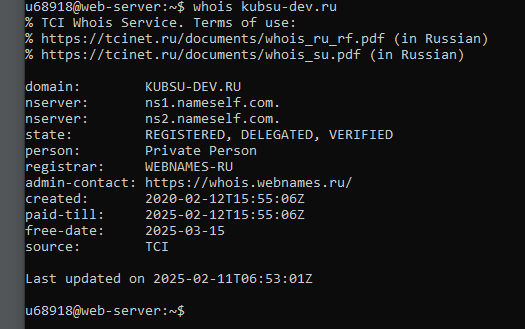 u68918@web-server:~$ whois kubsu-dev.ru
% TCI Whois Service. Terms of use:
% https://tcinet.ru/documents/whois_ru_rf.pdf (in Russian)
% https://tcinet.ru/documents/whois_su.pdf (in Russian)

domain:        KUBSU-DEV.RU
nserver:       ns1.nameself.com.
nserver:       ns2.nameself.com.
state:         REGISTERED, DELEGATED, VERIFIED
person:        Private Person
registrar:     WEBNAMES-RU
admin-contact: https://whois.webnames.ru/
created:       2020-02-12T15:55:06Z
paid-till:     2025-02-12T15:55:06Z
free-date:     2025-03-15
source:        TCI

Last updated on 2025-02-11T06:53:01Z

u68918@web-server:~$